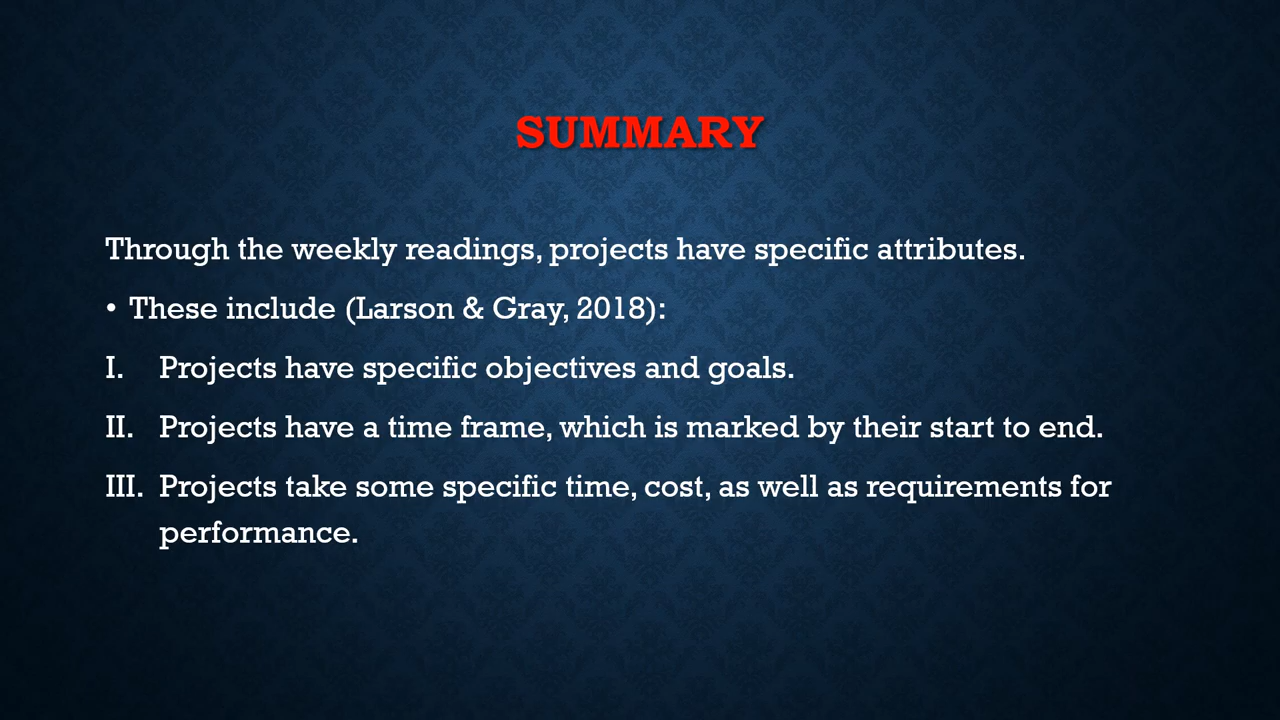 SUMMARY
Through the weekly readings, projects have specific attributes.
• These include (Larson & Gray, 2018):
I. Projects have specific objectives and goals.
II. Projects have a time frame, which is marked by their start to end.
III. Projects take some specific time, cost, as well as requirements for
performance.